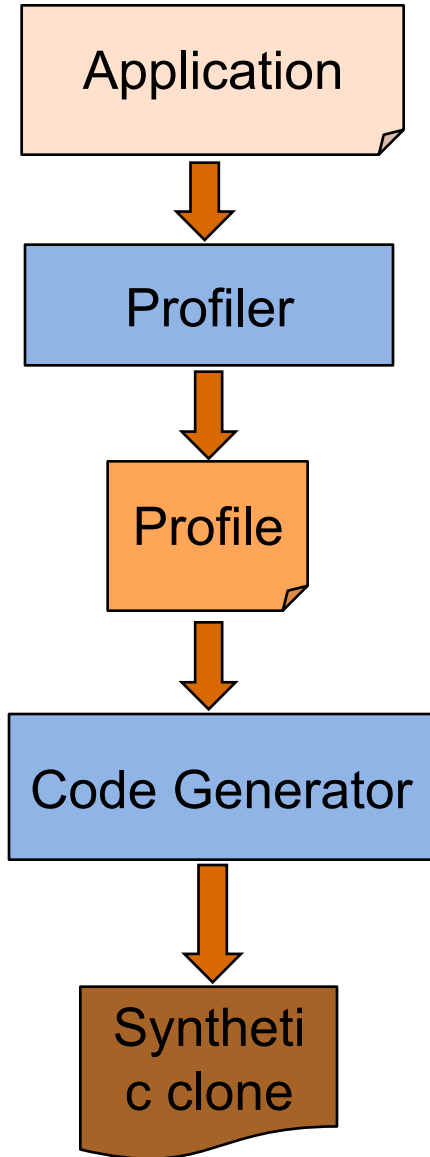 Application
Profiler
Profile
Code Generator
Syntheti
c clone